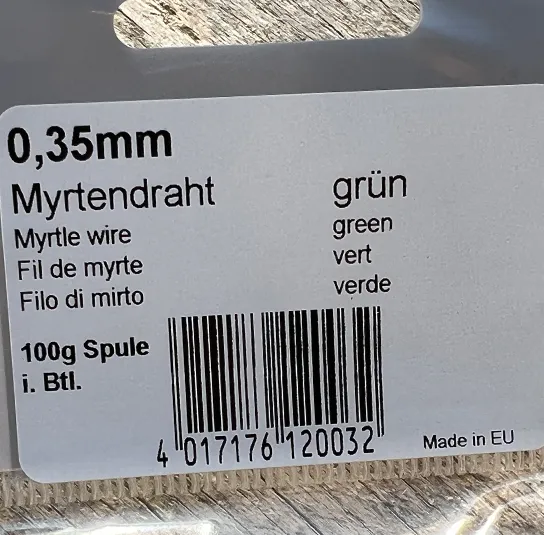 0,35mm
Myrtendraht grün
Myrtle wire green
Fil de myrte vert
Filo di mirto verde
100g Spule
i. Btl.
4 017176 120032
Made in EU